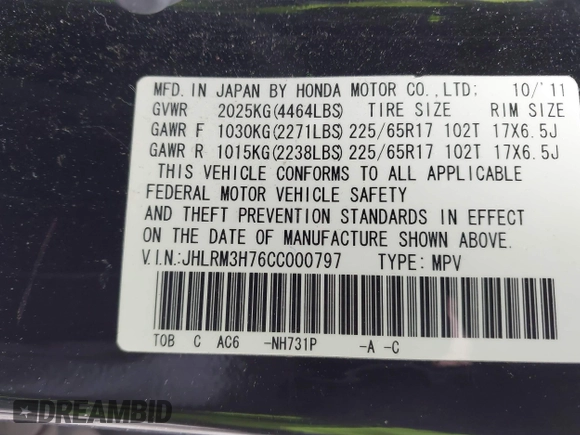 MFD. IN JAPAN BY HONDA MOTOR CO., LTD; 10/'11
GVWR 2025KG(4464LBS) TIRE SIZE RIM SIZE
GAWR F 1030KG(2271LBS) 225/65R17 102T 17X6.5J
GAWR R 1015KG(2238LBS) 225/65R17 102T 17X6.5J
THIS VEHICLE CONFORMS TO ALL APPLICABLE
FEDERAL MOTOR VEHICLE SAFETY
AND THEFT PREVENTION STANDARDS IN EFFECT
ON THE DATE OF MANUFACTURE SHOWN ABOVE.
V.I.N.:JHLRM3H76CC000797 TYPE: MPV
TOB C AC6 -NH731P -A -C
DREAMBID